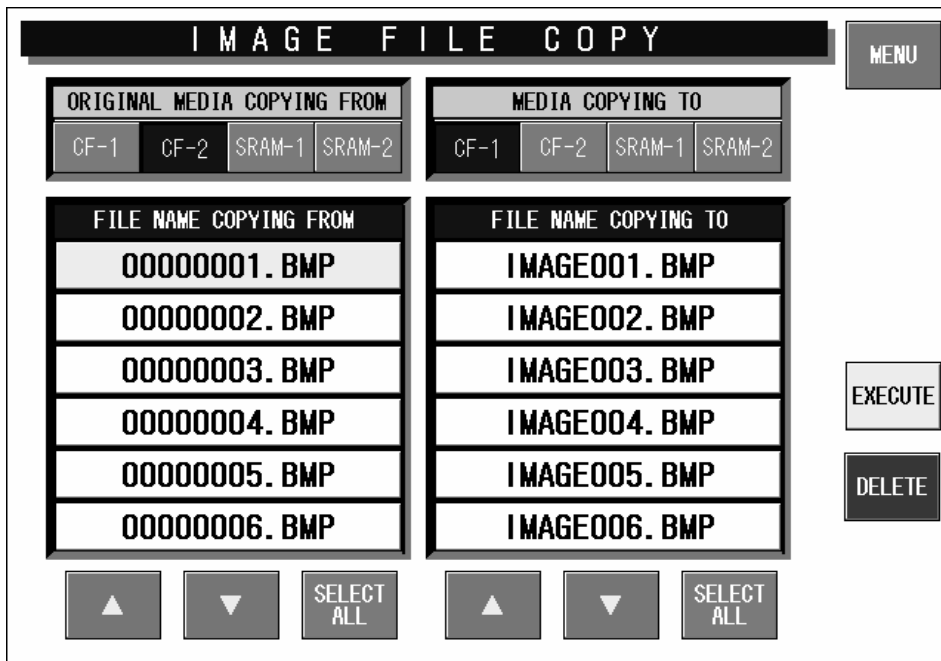 IMAGE FILE COPY
MENU
ORIGINAL MEDIA COPYING FROM
CF-1 CF-2 SRAM-1 SRAM-2
MEDIA COPYING TO
CF-1 CF-2 SRAM-1 SRAM-2
FILE NAME COPYING FROM
00000001.BMP
00000002.BMP
00000003.BMP
00000004.BMP
00000005.BMP
00000006.BMP
▲ ▼ SELECT
ALL
FILE NAME COPYING TO
IMAGE001.BMP
IMAGE002.BMP
IMAGE003.BMP
IMAGE004.BMP
IMAGE005.BMP
IMAGE006.BMP
▲ ▼ SELECT
ALL
EXECUTE
DELETE